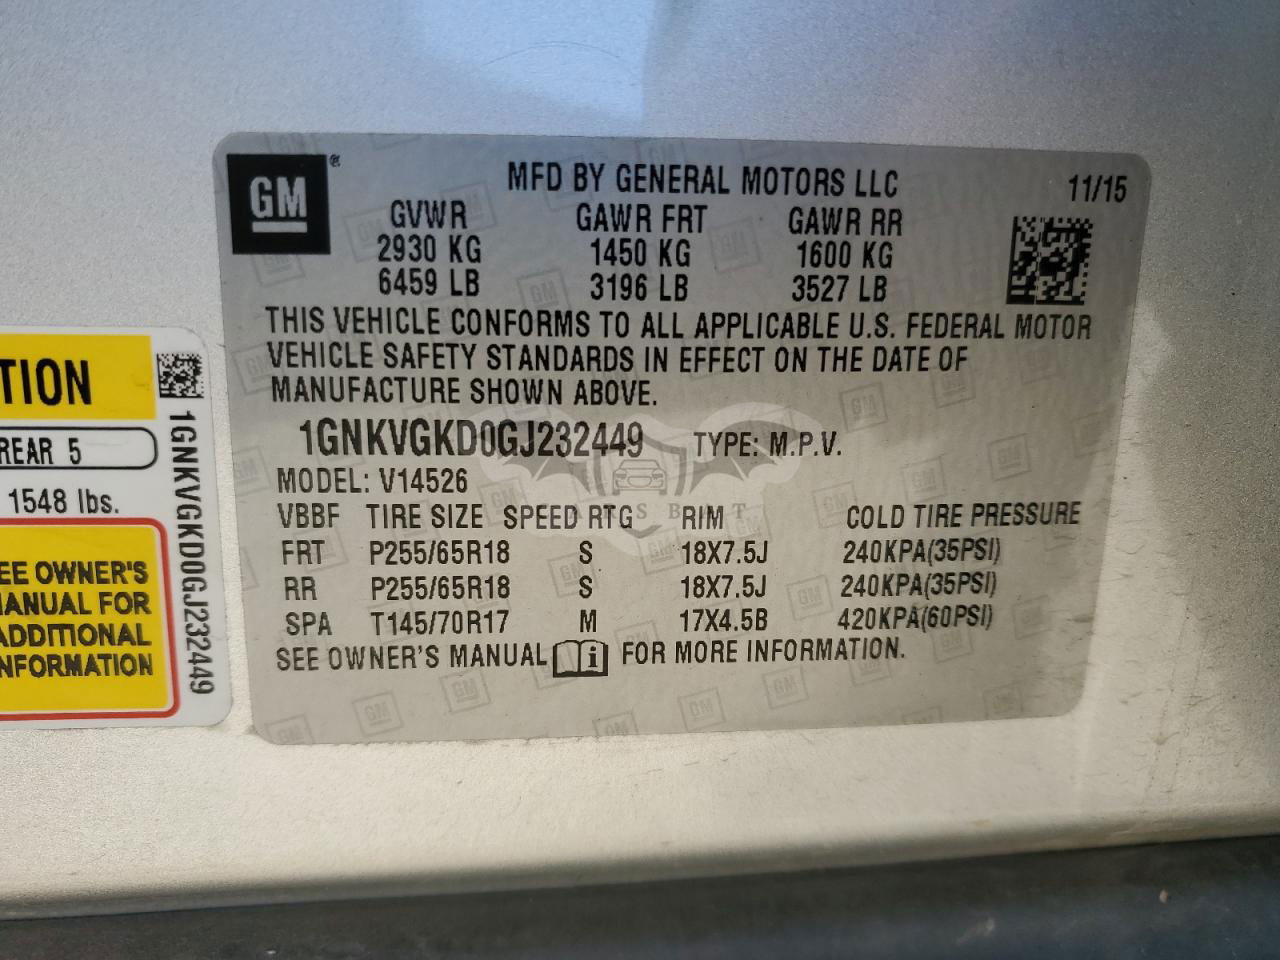 GM®
MFD BY GENERAL MOTORS LLC 11/15
GVWR GAWR FRT GAWR RR
2930 KG 1450 KG 1600 KG
6459 LB 3196 LB 3527 LB
THIS VEHICLE CONFORMS TO ALL APPLICABLE U.S. FEDERAL MOTOR
VEHICLE SAFETY STANDARDS IN EFFECT ON THE DATE OF
MANUFACTURE SHOWN ABOVE.
1GNKVGKD0GJ232449 TYPE: M.P.V.
MODEL: V14526
VBBF TIRE SIZE SPEED RTG RIM COLD TIRE PRESSURE
FRT P255/65R18 S 18X7.5J 240KPA(35PSI)
RR P255/65R18 S 18X7.5J 240KPA(35PSI)
SPA T145/70R17 M 17X4.5B 420KPA(60PSI)
SEE OWNER'S MANUAL i FOR MORE INFORMATION.
TION
REAR 5
1548 lbs.
EE OWNER'S
ANUAL FOR
ADDITIONAL
NFORMATION
1GNKVGKD0GJ232449